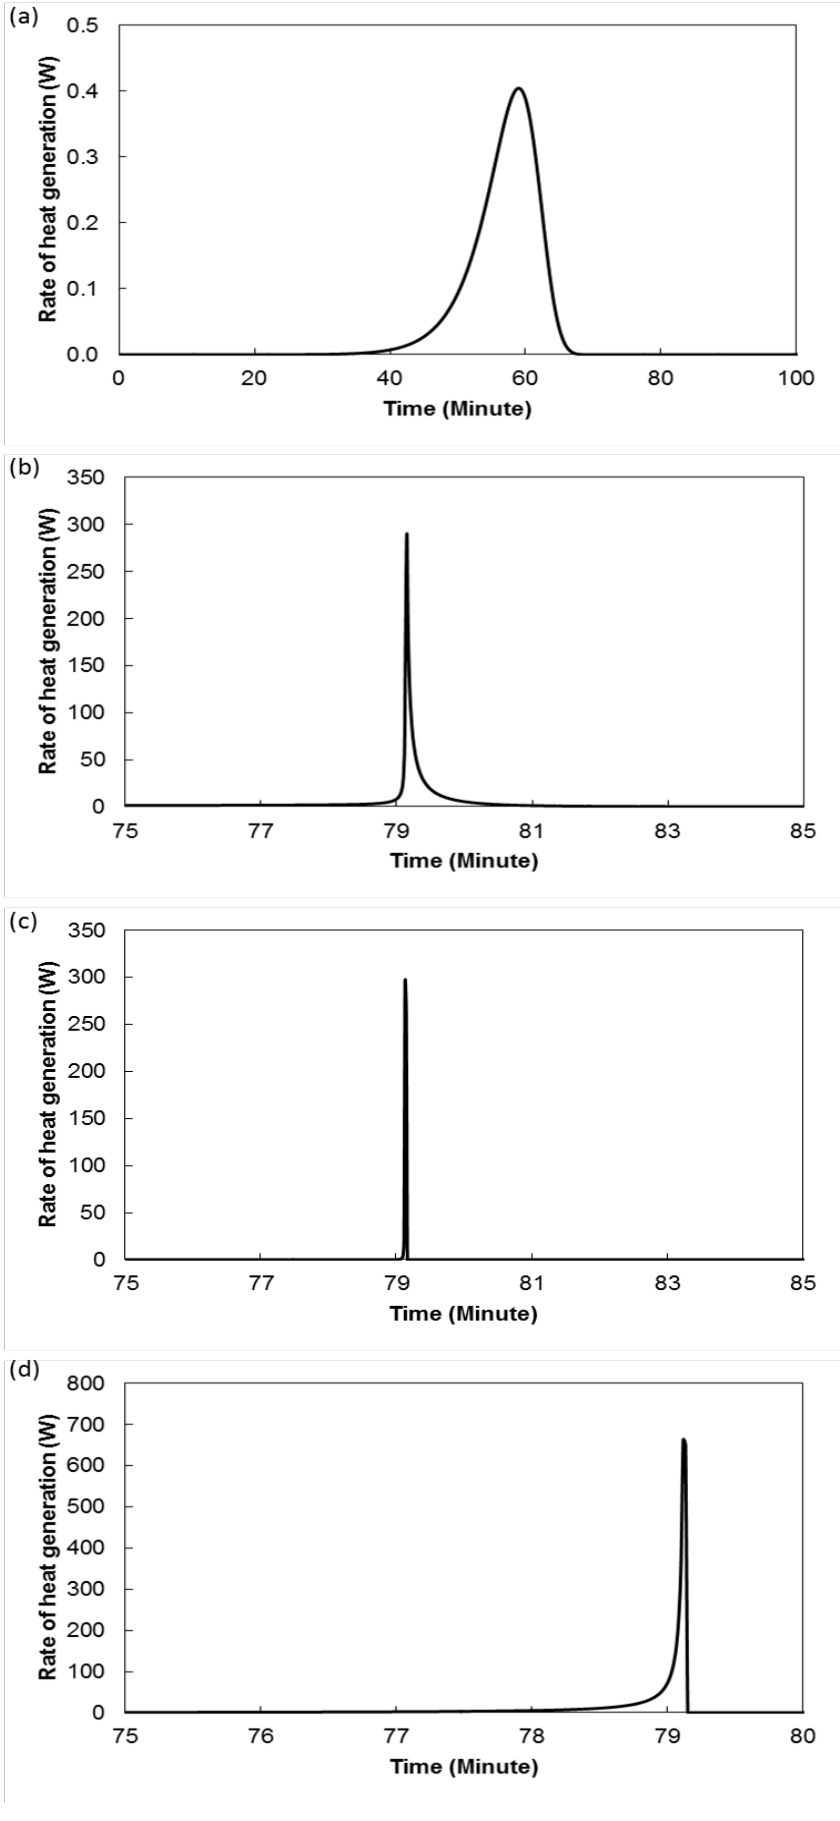 (a)
Rate of heat generation (W)
0.5
0.4
0.3
0.2
0.1
0.0
0 20 40 60 80 100
Time (Minute)
(b)
Rate of heat generation (W)
350
300
250
200
150
100
50
0
75 77 79 81 83 85
Time (Minute)
(c)
Rate of heat generation (W)
350
300
250
200
150
100
50
0
75 77 79 81 83 85
Time (Minute)
(d)
Rate of heat generation (W)
800
700
600
500
400
300
200
100
0
75 76 77 78 79 80
Time (Minute)